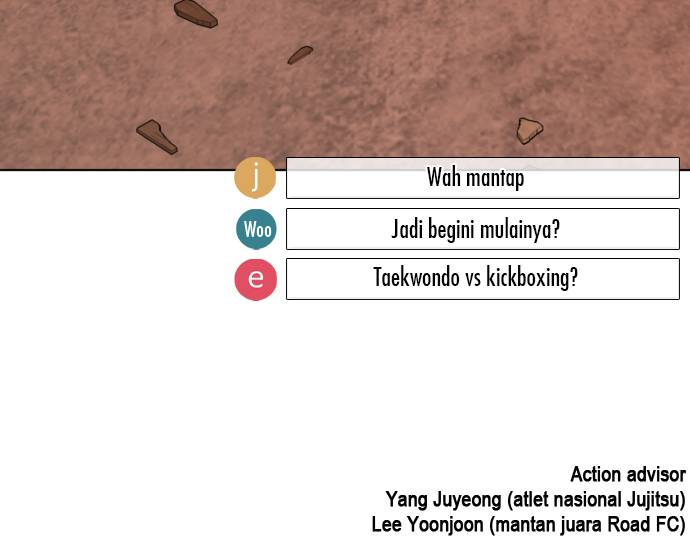 j Wah mantap
Woo Jadi begini mulainya?
e Taekwondo vs kickboxing?
Action advisor
Yang Juyeong (atlet nasional Jujitsu)
Lee Yoonjoon (mantan juara Road FC)